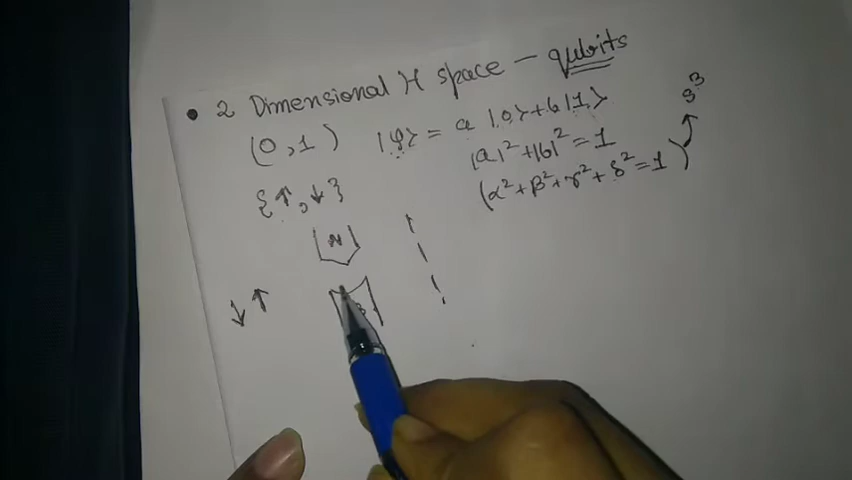 • 2 Dimensional H space - qubits
(0,1) |φ> = a |0>+b|1>
|a|²+|b|² = 1
(α²+β²+γ²+δ²=1) s³
{↑,↓}
N
↓↑